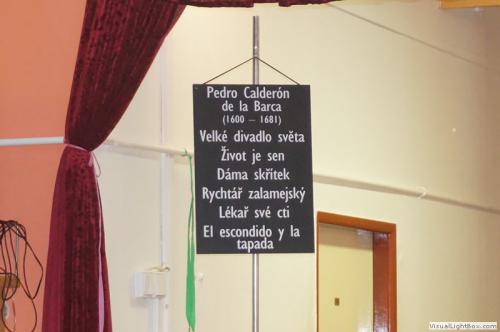 Pedro Calderón
de la Barca
(1600 – 1681)
Velké divadlo světa
Život je sen
Dáma skřítek
Rychtář zalamejský
Lékař své cti
El escondido y la
tapada
VisualLightBox.com